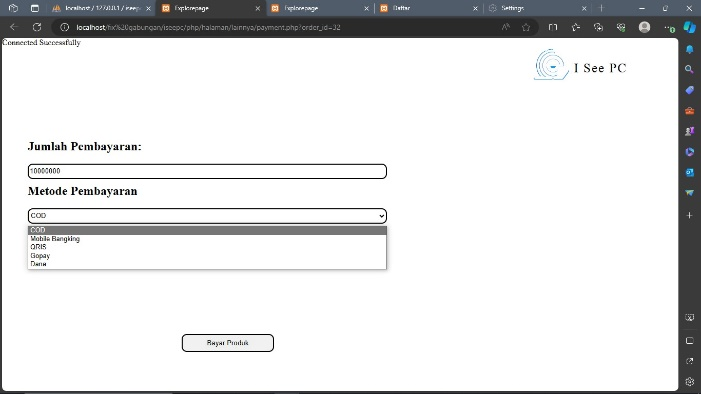 localhost / 127.0.0.1 / iseep
Explorepage
Explorepage
Daftar
Settings
localhost/fix%20gabungan/iseepc/php/halaman/lainnya/payment.php?order_id=32
Connected Successfully
I See PC
Jumlah Pembayaran:
10000000
Metode Pembayaran
COD
COD
Mobile Bangking
QRIS
Gopay
Dana
Bayar Produk